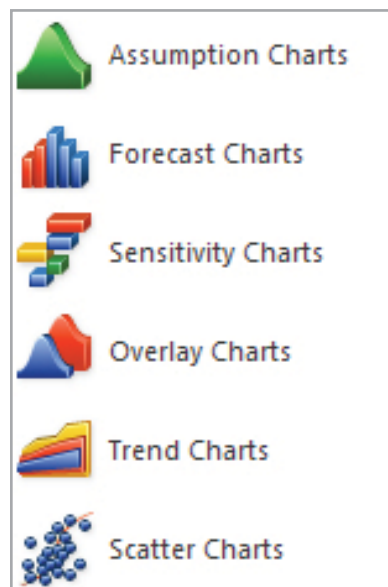 Assumption Charts
Forecast Charts
Sensitivity Charts
Overlay Charts
Trend Charts
Scatter Charts